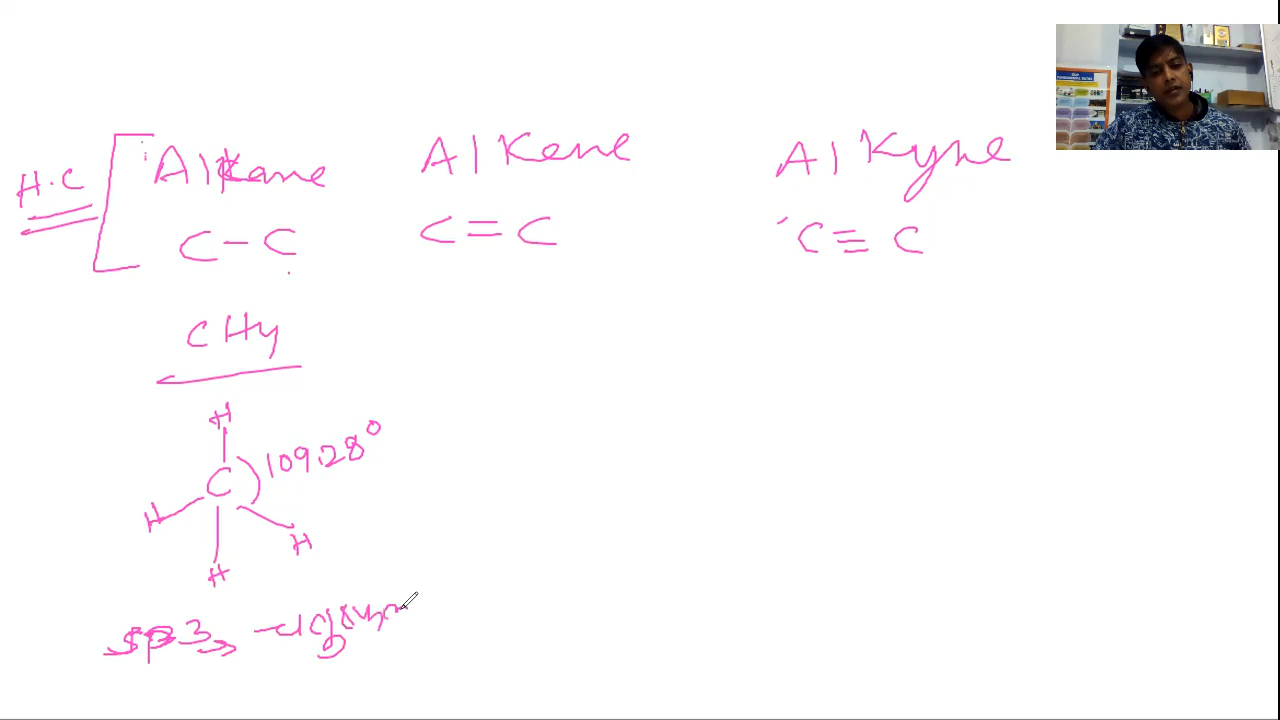 H.C
Alkane
AlKene
AlKyne
C-C
C=C
C≡C
CH4
H
C
109.28°
H
H
H
sp3